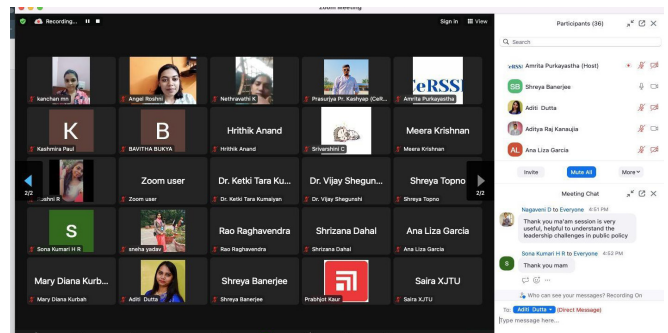 Zoom Meeting
Recording...
Sign in
View
kanchan mn
Angel Roshni
Nethravathi K
Prasurjya Pr. Kashyap (CeR...
eRSS
Amrita Purkayastha
K
Kashmira Paul
B
BAVITHA BUKYA
Hrithik Anand
Hrithik Anand
Srivarshini C
Meera Krishnan
Meera Krishnan
2/2
Zoom user
Zoom user
Dr. Ketki Tara Ku...
Dr. Ketki Tara Kumaiyan
Dr. Vijay Shegun...
Dr. Vijay Shegunshi
Shreya Topno
Shreya Topno
2/2
S
Sona Kumari H R
sneha yadav
Rao Raghavendra
Rao Raghavendra
Shrizana Dahal
Shrizana Dahal
Ana Liza Garcia
Ana Liza Garcia
Mary Diana Kurb...
Mary Diana Kurbah
Aditi Dutta
Shreya Banerjee
Shreya Banerjee
Prabhjot Kaur
Saira XJTU
Saira XJTU
Participants (36)
Search
Amrita Purkayastha (Host)
SB
Shreya Banerjee
Aditi Dutta
Aditya Raj Kanaujia
AL
Ana Liza Garcia
Invite
Mute All
More
Meeting Chat
Nagaveni D to Everyone 4:51 PM
Thank you ma'am session is very
useful, helpful to understand the
leadership challenges in public policy
Sona Kumari H R to Everyone 4:52 PM
S
Thank you mam
Who can see your messages? Recording On
To: Aditi Dutta (Direct Message)
Type message here...